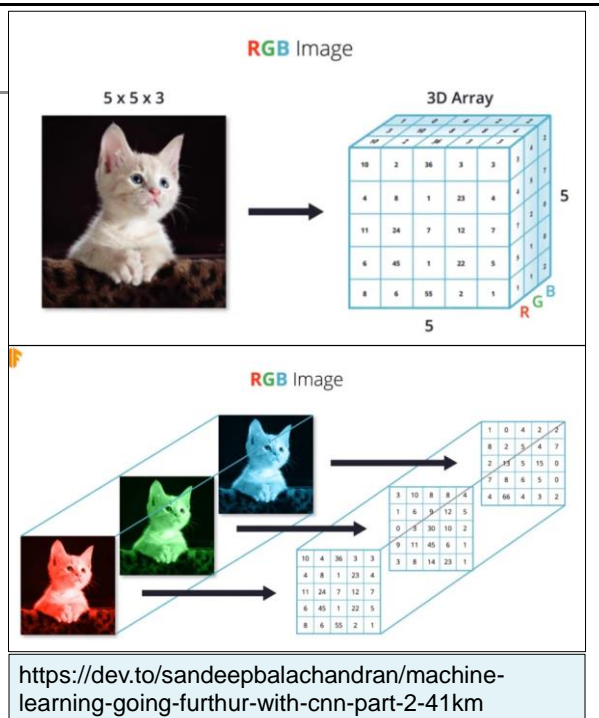 RGB Image
5 x 5 x 3
3D Array
10 2 36 3 3
4 8 1 23 4
11 24 7 12 7
6 45 1 22 5
8 6 55 2 1
5
R G B
5
RGB Image
1 0 4 2 2
8 2 5 4 7
2 13 5 15 0
7 8 6 5 0
4 66 4 3 2
3 10 8 8 4
1 6 9 12 5
0 5 30 10 2
9 11 45 6 1
3 8 14 23 1
10 4 36 3 3
4 8 1 23 4
11 24 7 12 7
6 45 1 22 5
8 6 55 2 1
https://dev.to/sandeepbalachandran/machine-
learning-going-furthur-with-cnn-part-2-41km